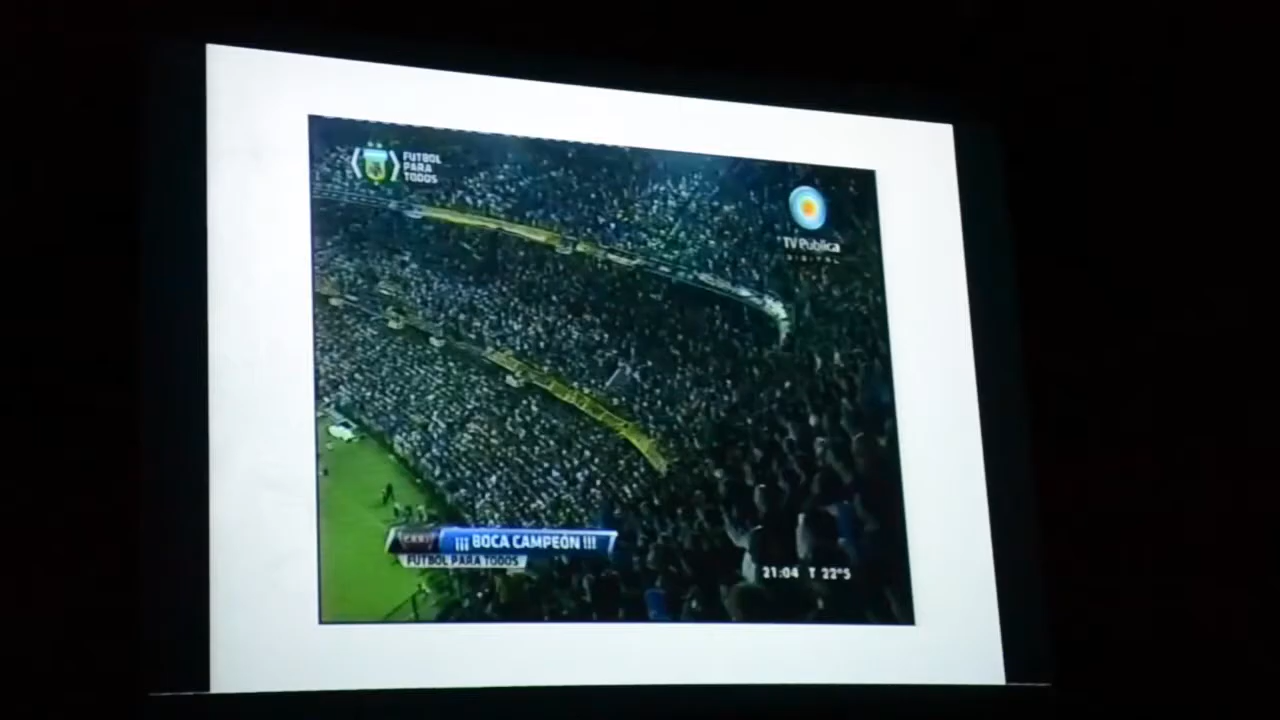 FUTBOL
PARA
TODOS
TV Pública
DIGITAL
¡¡¡ BOCA CAMPEÓN !!!
FUTBOL PARA TODOS
21:04 T 22°5